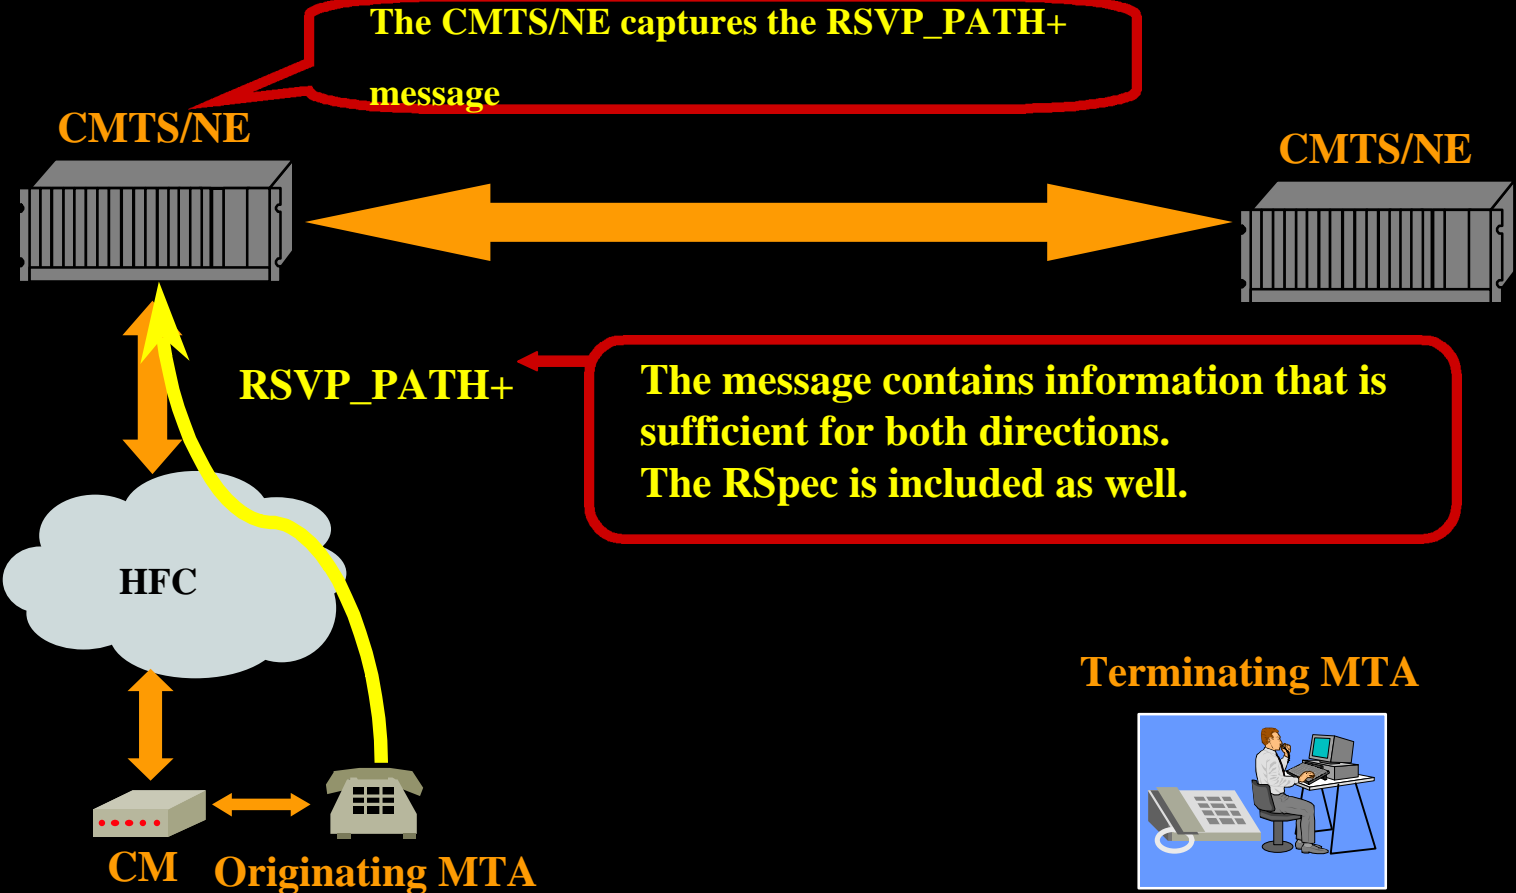 The CMTS/NE captures the RSVP_PATH+
message
CMTS/NE
CMTS/NE
RSVP_PATH+
The message contains information that is
sufficient for both directions.
The RSpec is included as well.
HFC
Terminating MTA
CM
Originating MTA